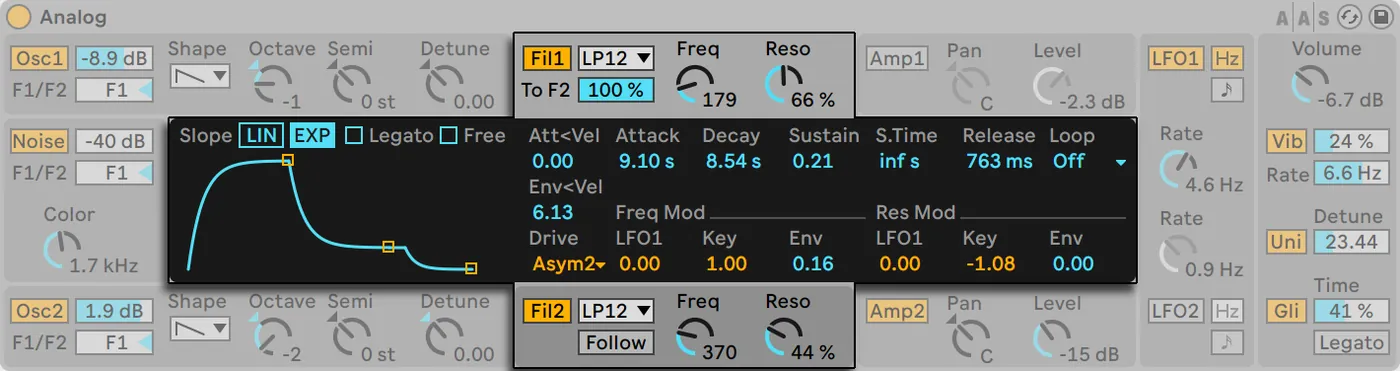 Analog
AAS
Osc1 -8.9 dB Shape Octave Semi Detune
F1/F2 F1 -1 0 st 0.00
Fil1 LP12 Freq Reso
To F2 100 % 179 66 %
Amp1 Pan Level
C -2.3 dB
LFO1 Hz
Volume
-6.7 dB
Noise -40 dB
F1/F2 F1
Color
1.7 kHz
Slope LIN EXP Legato Free
Att<Vel Attack Decay Sustain S.Time Release Loop
0.00 9.10 s 8.54 s 0.21 inf s 763 ms Off
Env<Vel
6.13 Freq Mod Res Mod
Drive LFO1 Key Env LFO1 Key Env
Asym2 0.00 1.00 0.16 0.00 -1.08 0.00
Rate
4.6 Hz
Rate
0.9 Hz
Vib 24 %
Rate 6.6 Hz
Detune
Uni 23.44
Time
Gli 41 %
Legato
Osc2 1.9 dB Shape Octave Semi Detune
F1/F2 F1 -2 0 st 0.00
Fil2 LP12 Freq Reso
Follow 370 44 %
Amp2 Pan Level
C -15 dB
LFO2 Hz